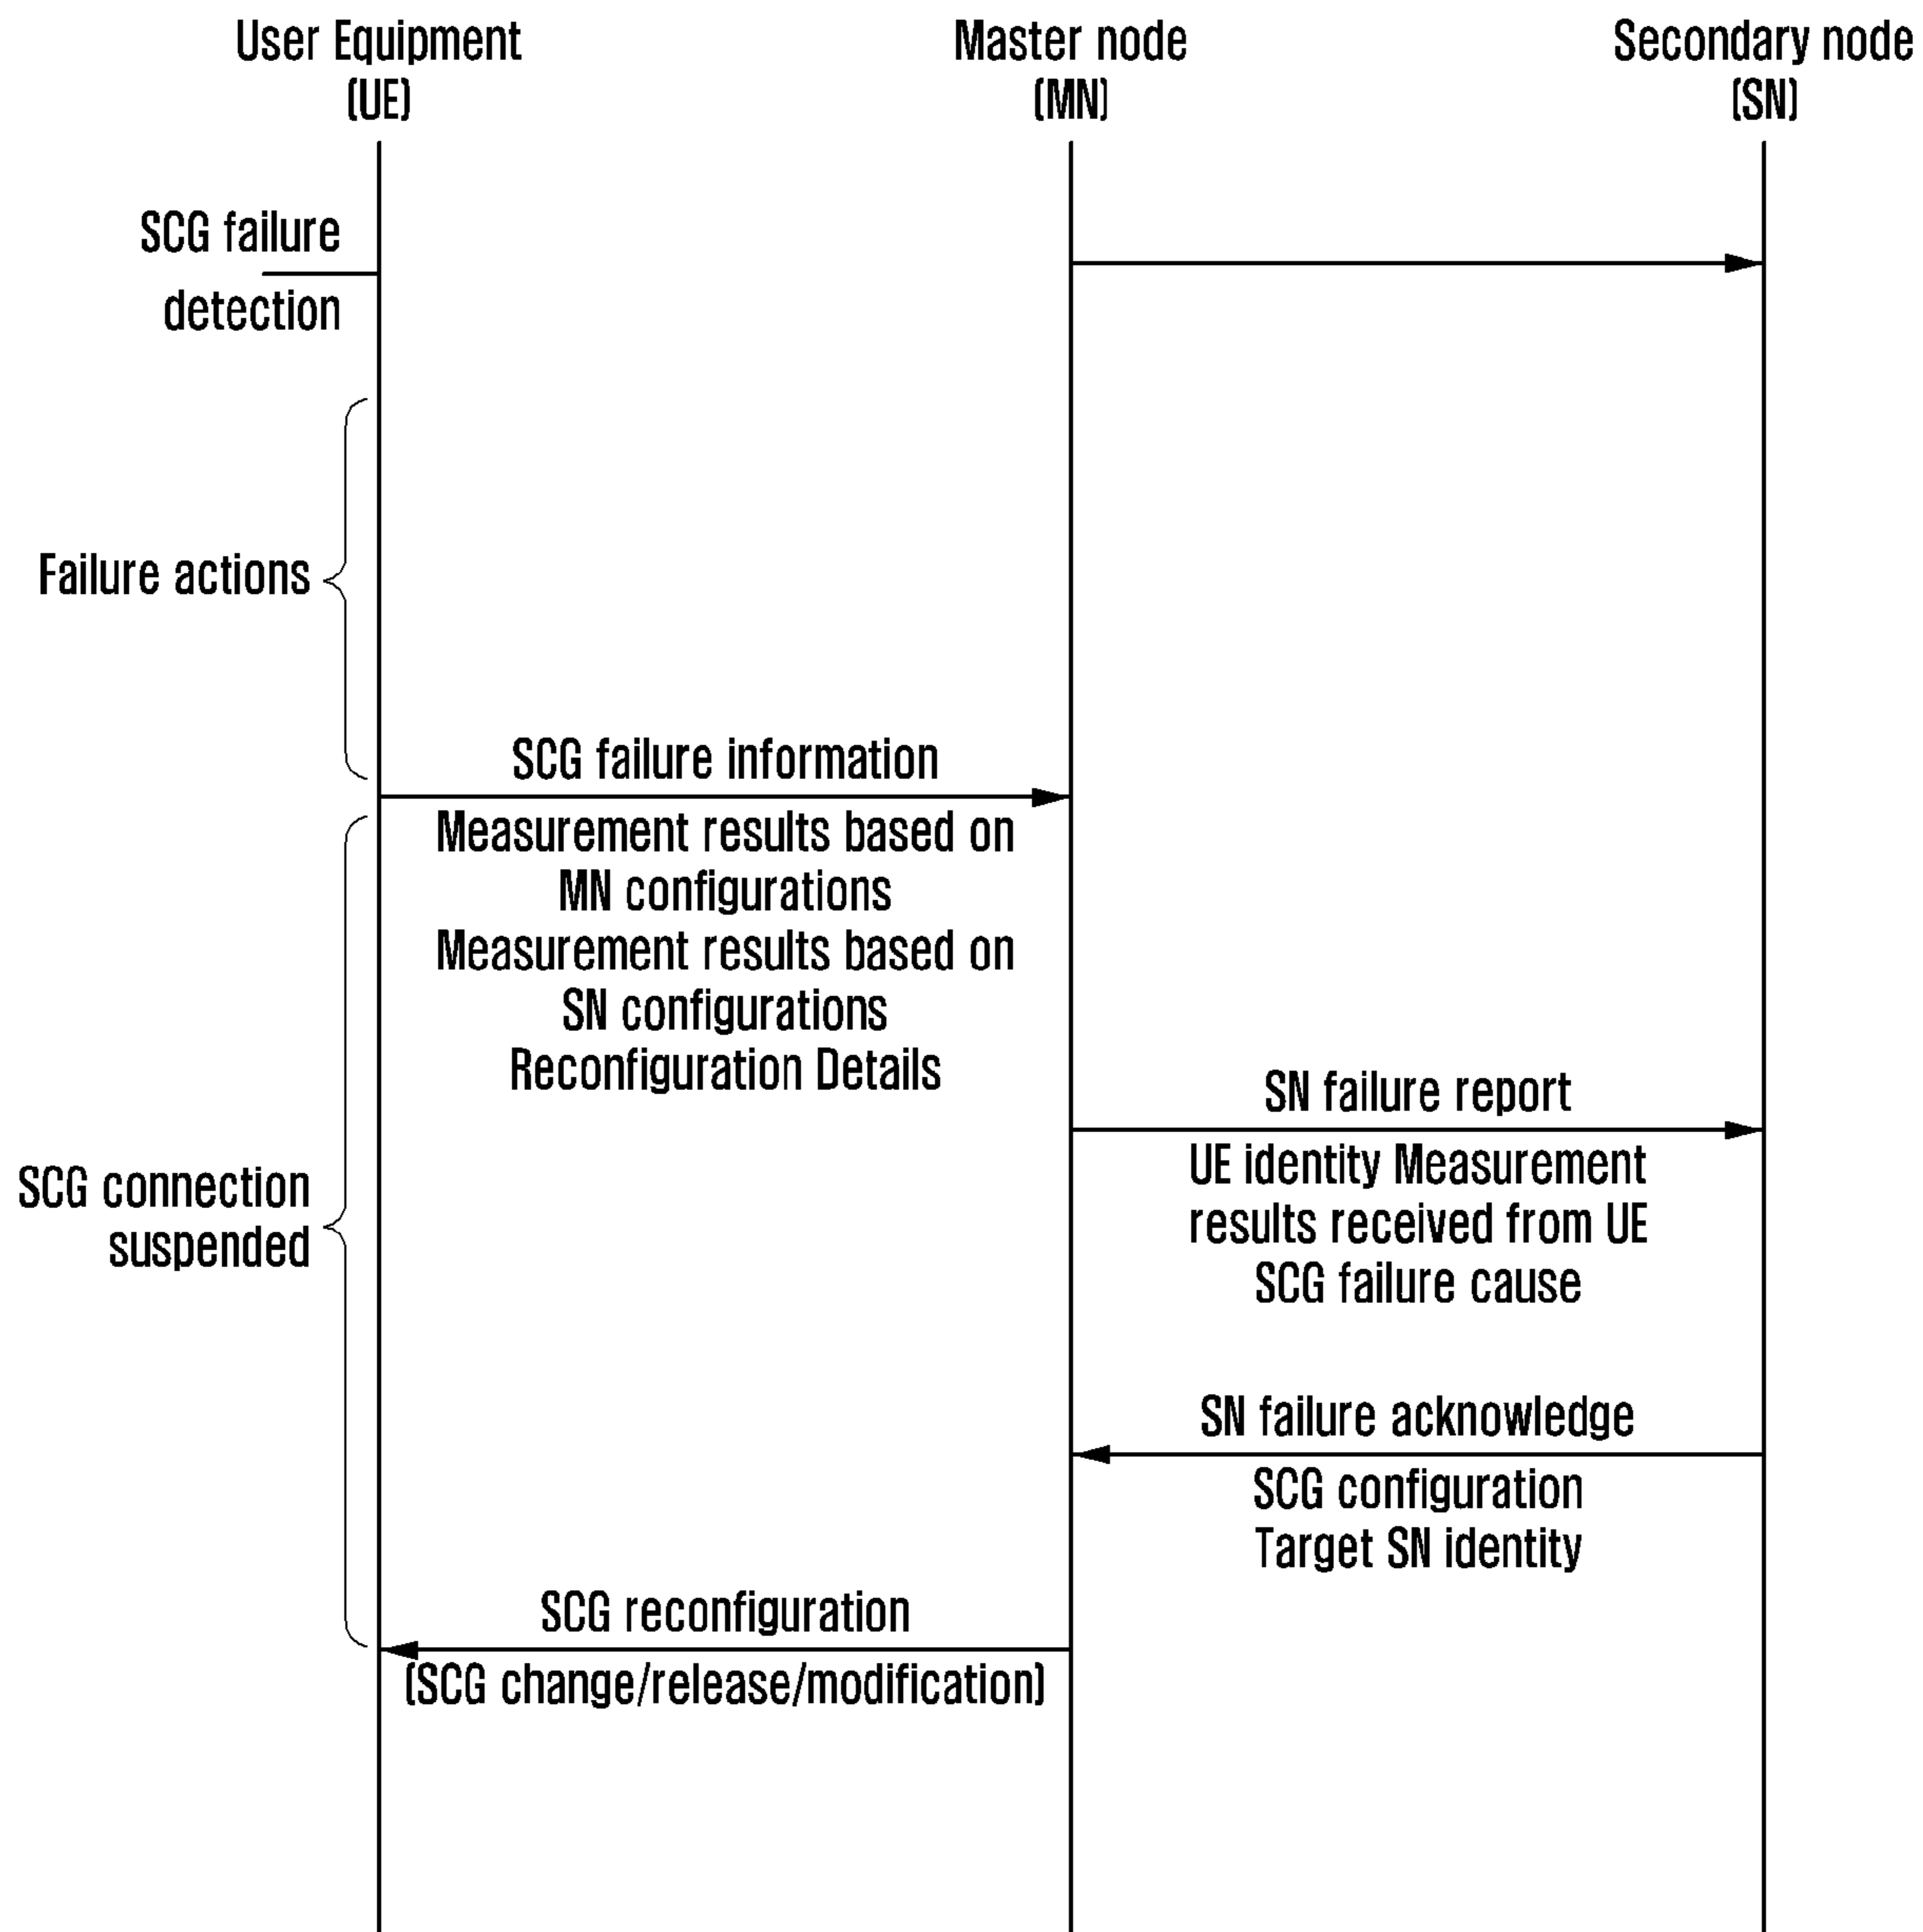 User Equipment
(UE)
Master node
(MN)
Secondary node
(SN)
SCG failure
detection
Failure actions
SCG failure information
Measurement results based on
MN configurations
Measurement results based on
SN configurations
Reconfiguration Details
SN failure report
UE identity Measurement
results received from UE
SCG failure cause
SCG connection
suspended
SN failure acknowledge
SCG configuration
Target SN identity
SCG reconfiguration
(SCG change/release/modification)